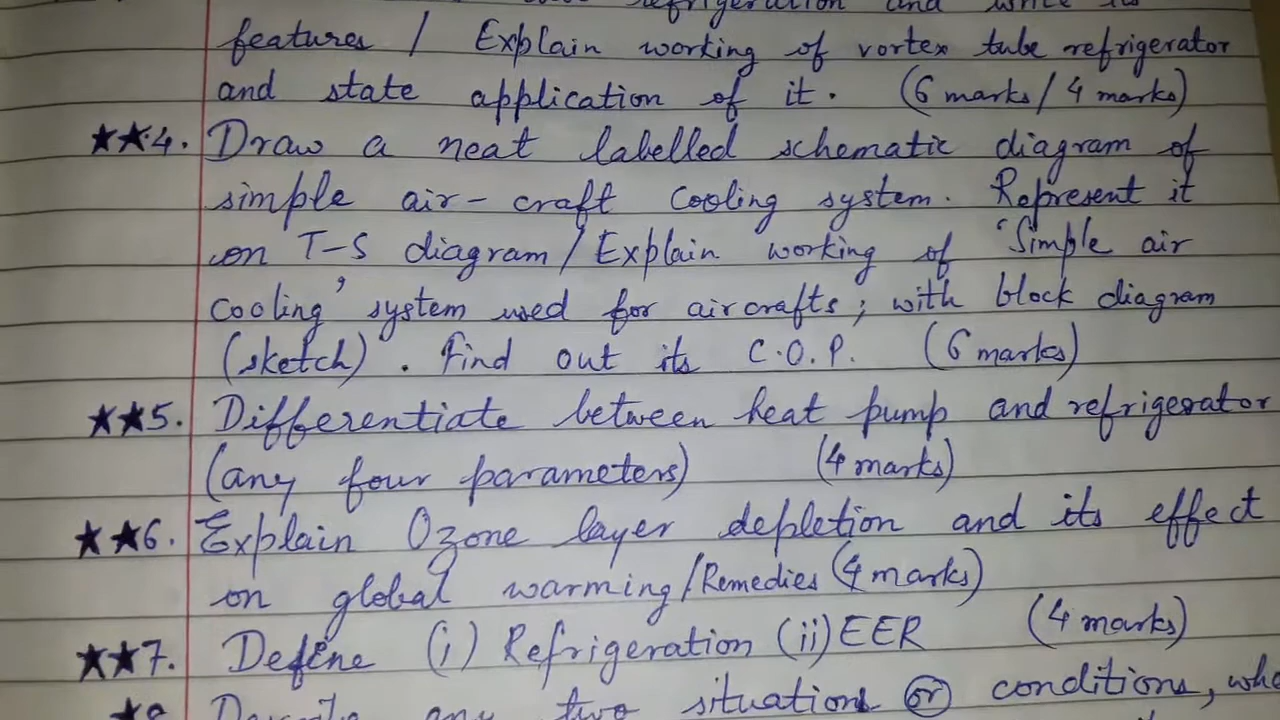 refrigeration and write its
features / Explain working of vortex tube refrigerator
and state application of it. (6 marks/4 marks)
★★4. Draw a neat labelled schematic diagram of
simple air-craft cooling system. Represent it
on T-S diagram/Explain working of 'Simple air
cooling' system used for aircrafts; with block diagram
(sketch). Find out its C.O.P. (6 marks)
★★5. Differentiate between heat pump and refrigerator
(any four parameters) (4 marks)
★★6. Explain Ozone layer depletion and its effect
on global warming/Remedies (4 marks)
★★7. Define (i) Refrigeration (ii) EER (4 marks)
any two situations or conditions,